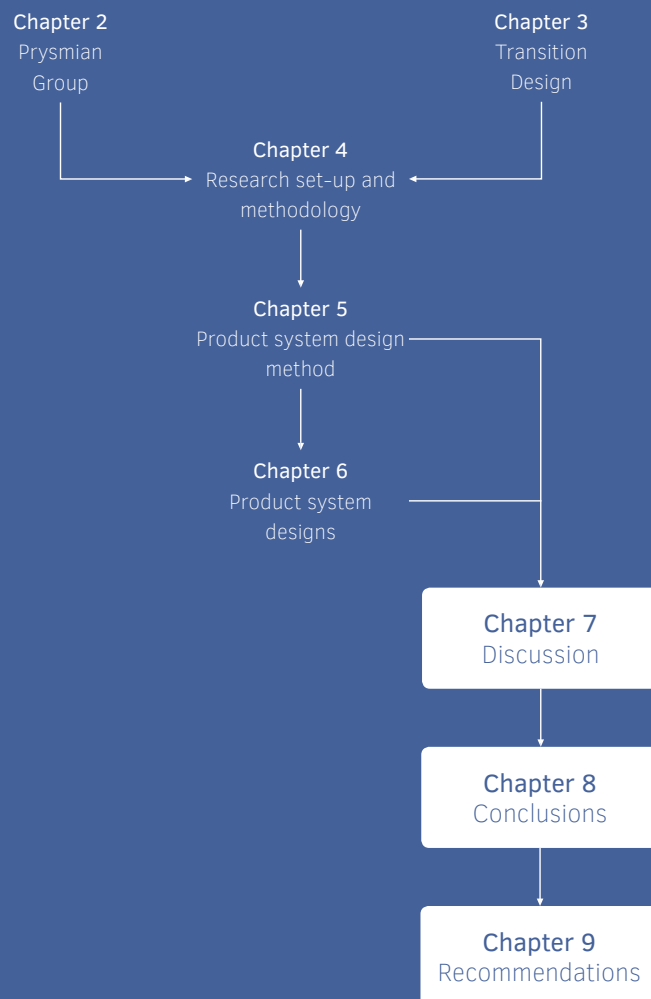 Chapter 2
Prysmian
Group
Chapter 3
Transition
Design
Chapter 4
Research set-up and
methodology
Chapter 5
Product system design
method
Chapter 6
Product system
designs
Chapter 7
Discussion
Chapter 8
Conclusions
Chapter 9
Recommendations